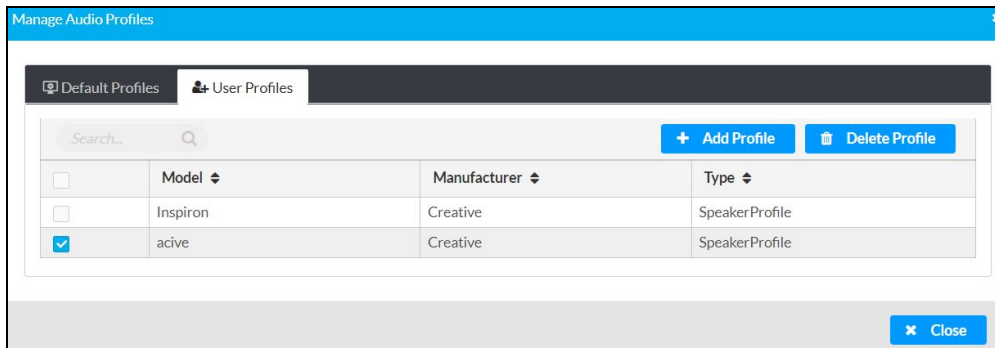 Manage Audio Profiles
Default Profiles User Profiles
Search... Add Profile Delete Profile
Model Manufacturer Type
Inspiron Creative SpeakerProfile
acive Creative SpeakerProfile
Close